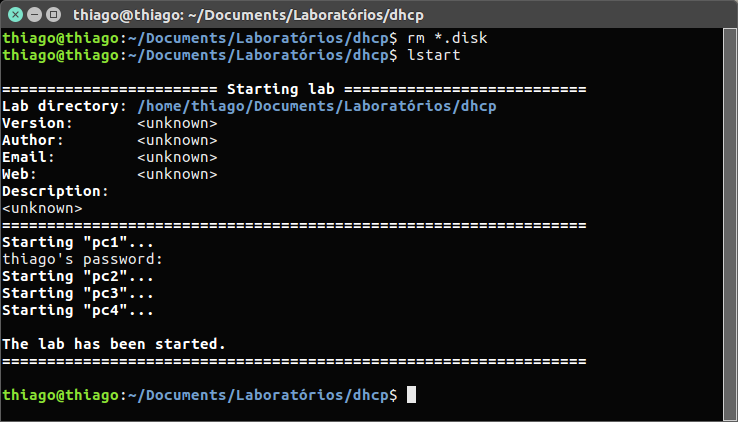 thiago@thiago: ~/Documents/Laboratórios/dhcp
thiago@thiago:~/Documents/Laboratórios/dhcp$ rm *.disk
thiago@thiago:~/Documents/Laboratórios/dhcp$ lstart
======================== Starting lab ===========================
Lab directory: /home/thiago/Documents/Laboratórios/dhcp
Version:       <unknown>
Author:        <unknown>
Email:         <unknown>
Web:           <unknown>
Description:
<unknown>
=================================================================
Starting "pc1"...
thiago's password:
Starting "pc2"...
Starting "pc3"...
Starting "pc4"...
The lab has been started.
=================================================================
thiago@thiago:~/Documents/Laboratórios/dhcp$